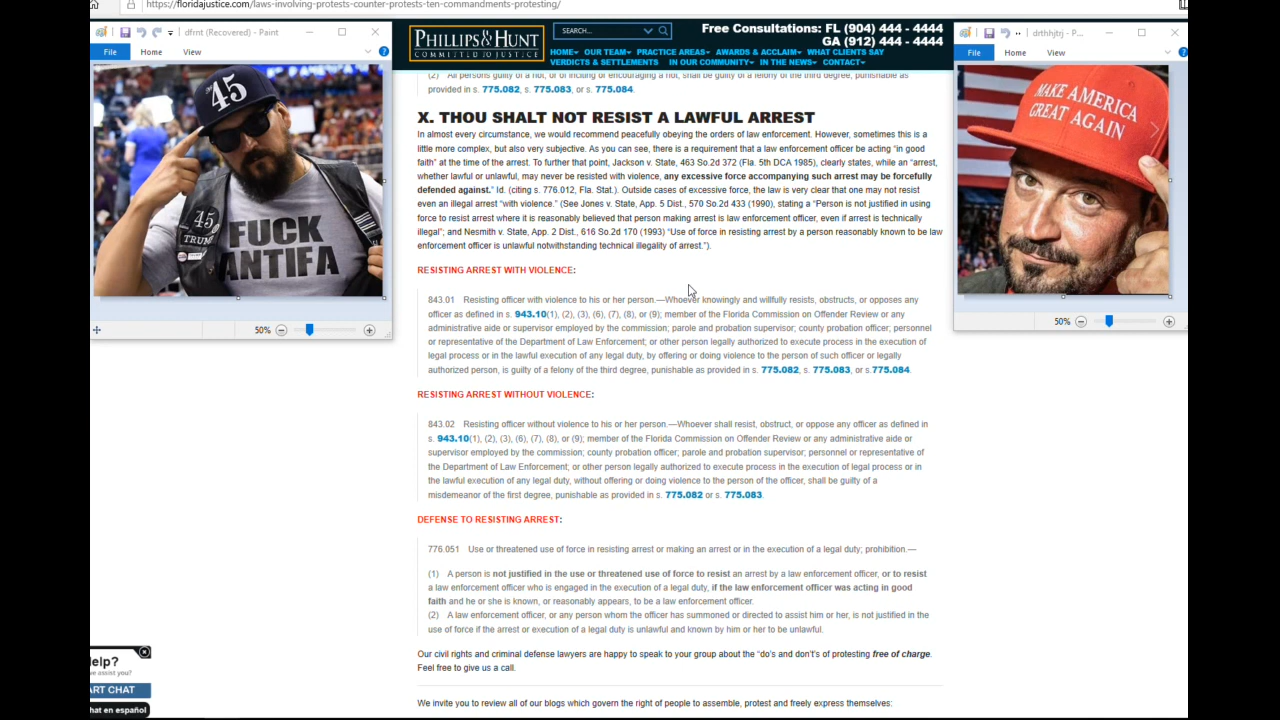 https://floridajustice.com/laws-involving-protests-counter-protests-ten-commandments-protesting/
dfrnt (Recovered) - Paint
File Home View
45
45
TRUMP
FUCK
ANTIFA
50%
PHILLIPS & HUNT
COMMITTED TO JUSTICE
SEARCH...
Free Consultations: FL (904) 444 - 4444
GA (912) 444 - 4444
HOME OUR TEAM PRACTICE AREAS AWARDS & ACCLAIM WHAT CLIENTS SAY
VERDICTS & SETTLEMENTS IN OUR COMMUNITY IN THE NEWS CONTACT
(2) All persons guilty of a riot, or of inciting or encouraging a riot, shall be guilty of a felony of the third degree, punishable as
provided in s. 775.082, s. 775.083, or s. 775.084.
X. THOU SHALT NOT RESIST A LAWFUL ARREST
In almost every circumstance, we would recommend peacefully obeying the orders of law enforcement. However, sometimes this is a
little more complex, but also very subjective. As you can see, there is a requirement that a law enforcement officer be acting "in good
faith" at the time of the arrest. To further that point, Jackson v. State, 463 So.2d 372 (Fla. 5th DCA 1985), clearly states, while an "arrest,
whether lawful or unlawful, may never be resisted with violence, any excessive force accompanying such arrest may be forcefully
defended against." Id. (citing s. 776.012, Fla. Stat.). Outside cases of excessive force, the law is very clear that one may not resist
even an illegal arrest "with violence." (See Jones v. State, App. 5 Dist., 570 So.2d 433 (1990), stating a "Person is not justified in using
force to resist arrest where it is reasonably believed that person making arrest is law enforcement officer, even if arrest is technically
illegal"; and Nesmith v. State, App. 2 Dist., 616 So.2d 170 (1993) "Use of force in resisting arrest by a person reasonably known to be law
enforcement officer is unlawful notwithstanding technical illegality of arrest.").
RESISTING ARREST WITH VIOLENCE:
843.01 Resisting officer with violence to his or her person.—Whoever knowingly and willfully resists, obstructs, or opposes any
officer as defined in s. 943.10(1), (2), (3), (6), (7), (8), or (9); member of the Florida Commission on Offender Review or any
administrative aide or supervisor employed by the commission; parole and probation supervisor; county probation officer; personnel
or representative of the Department of Law Enforcement; or other person legally authorized to execute process in the execution of
legal process or in the lawful execution of any legal duty, by offering or doing violence to the person of such officer or legally
authorized person, is guilty of a felony of the third degree, punishable as provided in s. 775.082, s. 775.083, or s.775.084.
RESISTING ARREST WITHOUT VIOLENCE:
843.02 Resisting officer without violence to his or her person.—Whoever shall resist, obstruct, or oppose any officer as defined in
s. 943.10(1), (2), (3), (6), (7), (8), or (9); member of the Florida Commission on Offender Review or any administrative aide or
supervisor employed by the commission; county probation officer; parole and probation supervisor; personnel or representative of
the Department of Law Enforcement; or other person legally authorized to execute process in the execution of legal process or in
the lawful execution of any legal duty, without offering or doing violence to the person of the officer, shall be guilty of a
misdemeanor of the first degree, punishable as provided in s. 775.082 or s. 775.083.
DEFENSE TO RESISTING ARREST:
776.051 Use or threatened use of force in resisting arrest or making an arrest or in the execution of a legal duty; prohibition.—
(1) A person is not justified in the use or threatened use of force to resist an arrest by a law enforcement officer, or to resist
a law enforcement officer who is engaged in the execution of a legal duty, if the law enforcement officer was acting in good
faith and he or she is known, or reasonably appears, to be a law enforcement officer.
(2) A law enforcement officer, or any person whom the officer has summoned or directed to assist him or her, is not justified in the
use of force if the arrest or execution of a legal duty is unlawful and known by him or her to be unlawful.
Our civil rights and criminal defense lawyers are happy to speak to your group about the "do's and don't's of protesting free of charge.
Feel free to give us a call.
We invite you to review all of our blogs which govern the right of people to assemble, protest and freely express themselves:
drthhjtrj - P...
File Home View
MAKE AMERICA
GREAT AGAIN
50%
elp?
ve assist you?
ART CHAT
hat en español